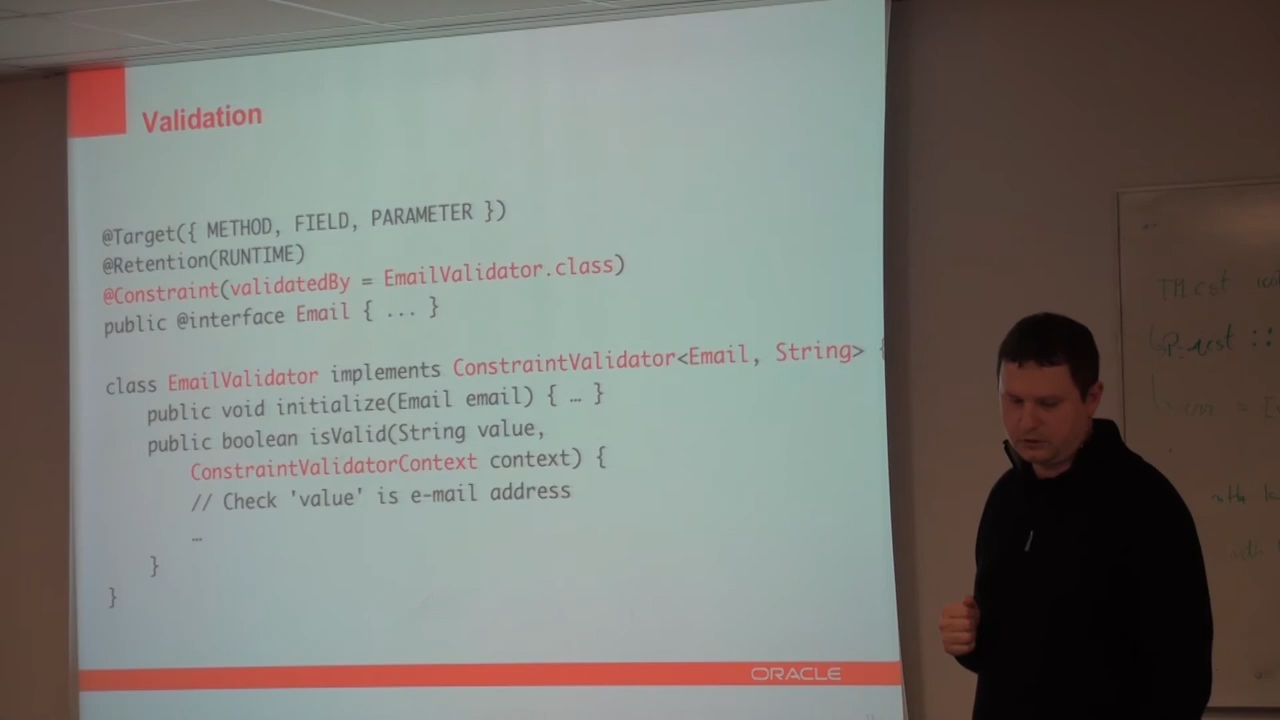 Validation
@Target({ METHOD, FIELD, PARAMETER })
@Retention(RUNTIME)
@Constraint(validatedBy = EmailValidator.class)
public @interface Email { ... }
class EmailValidator implements ConstraintValidator<Email, String> {
public void initialize(Email email) { … }
public boolean isValid(String value,
ConstraintValidatorContext context) {
// Check 'value' is e-mail address
…
}
}
ORACLE